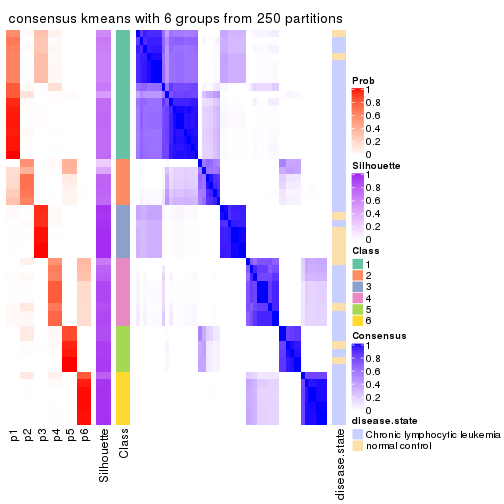 consensus kmeans with 6 groups from 250 partitions
Prob
1
0.8
0.6
0.4
0.2
0
Silhouette
1
0.8
0.6
0.4
0.2
0
Class
1
2
3
4
5
6
Consensus
1
0.8
0.6
0.4
0.2
0
disease.state
Chronic lymphocytic leukemia
normal control
p1
p2
p3
p4
p5
p6
Silhouette
Class
disease.state